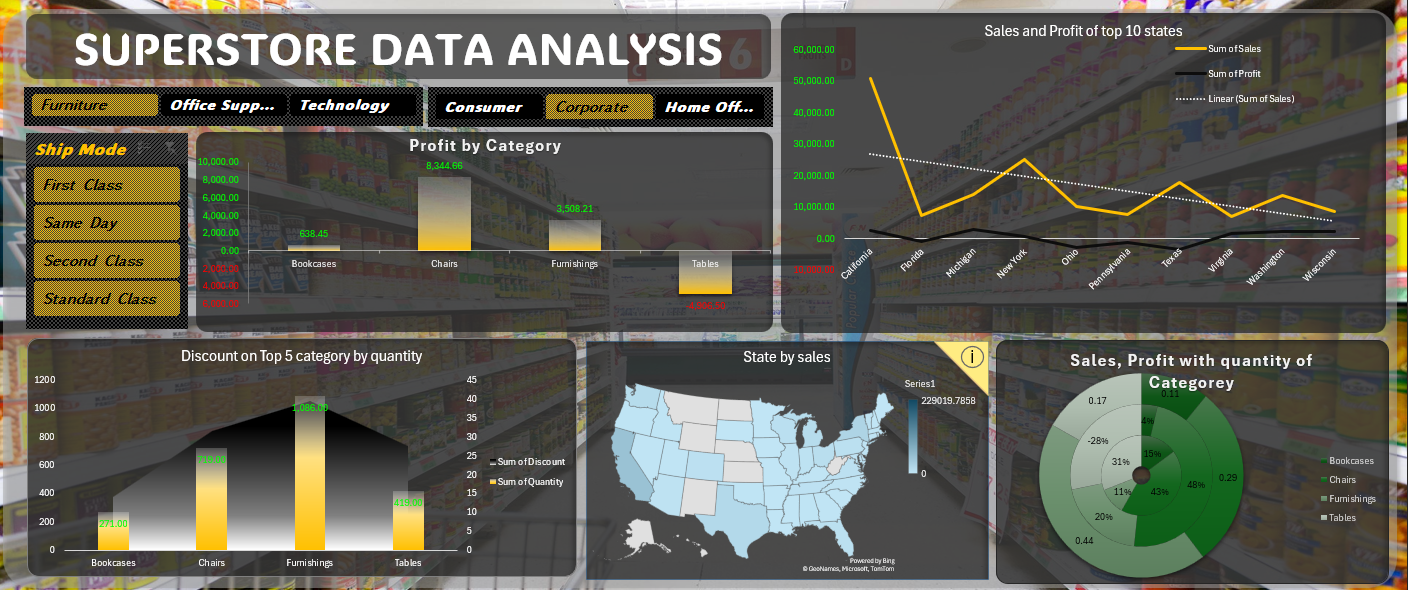 SUPERSTORE DATA ANALYSIS
Furniture
Office Supp...
Technology
Consumer
Corporate
Home Off...
Ship Mode
First Class
Same Day
Second Class
Standard Class
Profit by Category
10,000.00
8,000.00
6,000.00
4,000.00
2,000.00
0.00
638.45
8,344.66
3,508.21
Bookcases
Chairs
Furnishings
Tables
Sales and Profit of top 10 states
60,000.00
50,000.00
40,000.00
30,000.00
20,000.00
10,000.00
0.00
Sum of Sales
Sum of Profit
Linear (Sum of Sales)
California
Florida
Michigan
New York
Ohio
Pennsylvania
Texas
Virginia
Washington
Wisconsin
Discount on Top 5 category by quantity
1200
1000
800
600
400
200
0
271.00
1,086.00
45
40
35
30
25
20
15
10
5
0
Sum of Discount
Sum of Quantity
Bookcases
Chairs
Furnishings
Tables
State by sales
i
Series1
229019.7858
0
Powered by Bing
© GeoNames, Microsoft, TomTom
Sales, Profit with quantity of
Categorey
0.17
0.11
4%
-28%
31%
15%
11%
43%
48%
0.29
20%
0.44
Bookcases
Chairs
Furnishings
Tables